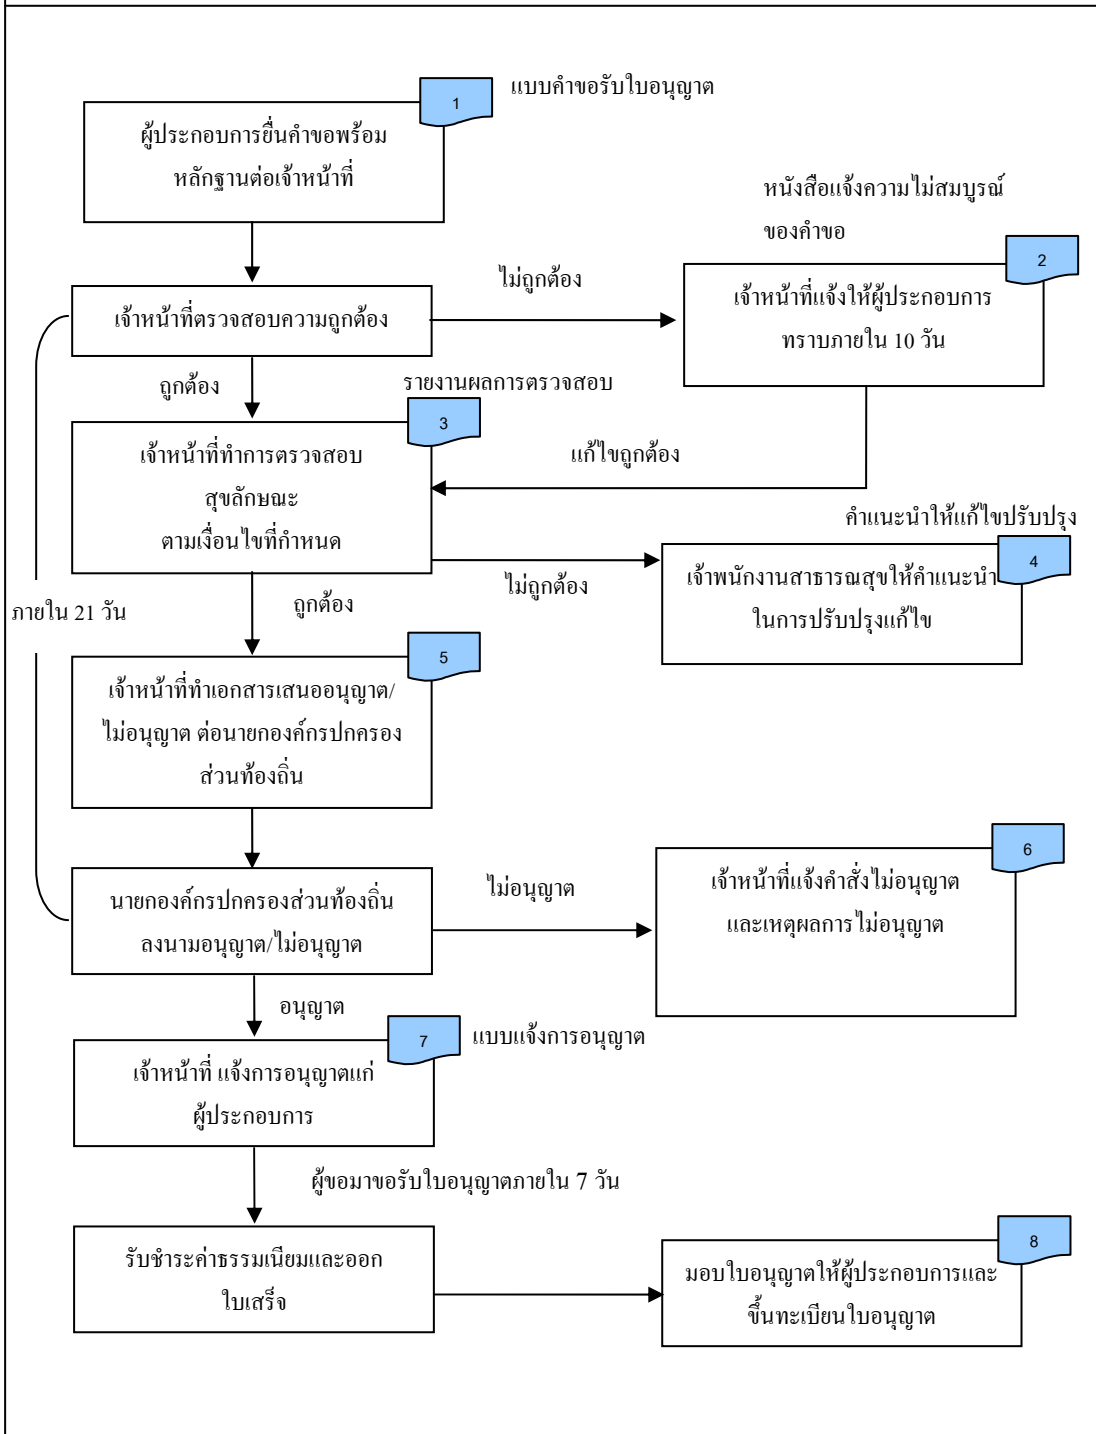 1
แบบคำขอรับใบอนุญาต
ผู้ประกอบการยื่นคำขอพร้อม
หลักฐานต่อเจ้าหน้าที่
หนังสือแจ้งความไม่สมบูรณ์
ของคำขอ
2
ไม่ถูกต้อง
เจ้าหน้าที่แจ้งให้ผู้ประกอบการ
ทราบภายใน 10 วัน
เจ้าหน้าที่ตรวจสอบความถูกต้อง
ถูกต้อง
รายงานผลการตรวจสอบ
3
เจ้าหน้าที่ทำการตรวจสอบ
สุขลักษณะ
ตามเงื่อนไขที่กำหนด
แก้ไขถูกต้อง
คำแนะนำให้แก้ไขปรับปรุง
4
ไม่ถูกต้อง
เจ้าพนักงานสาธารณสุขให้คำแนะนำ
ในการปรับปรุงแก้ไข
ถูกต้อง
ภายใน 21 วัน
5
เจ้าหน้าที่ทำเอกสารเสนออนุญาต/
ไม่อนุญาต ต่อนายกองค์กรปกครอง
ส่วนท้องถิ่น
6
ไม่อนุญาต
เจ้าหน้าที่แจ้งคำสั่งไม่อนุญาต
และเหตุผลการไม่อนุญาต
นายกองค์กรปกครองส่วนท้องถิ่น
ลงนามอนุญาต/ไม่อนุญาต
อนุญาต
7
แบบแจ้งการอนุญาต
เจ้าหน้าที่ แจ้งการอนุญาตแก่
ผู้ประกอบการ
ผู้ขอมาขอรับใบอนุญาตภายใน 7 วัน
รับชำระค่าธรรมเนียมและออก
ใบเสร็จ
8
มอบใบอนุญาตให้ผู้ประกอบการและ
ขึ้นทะเบียนใบอนุญาต